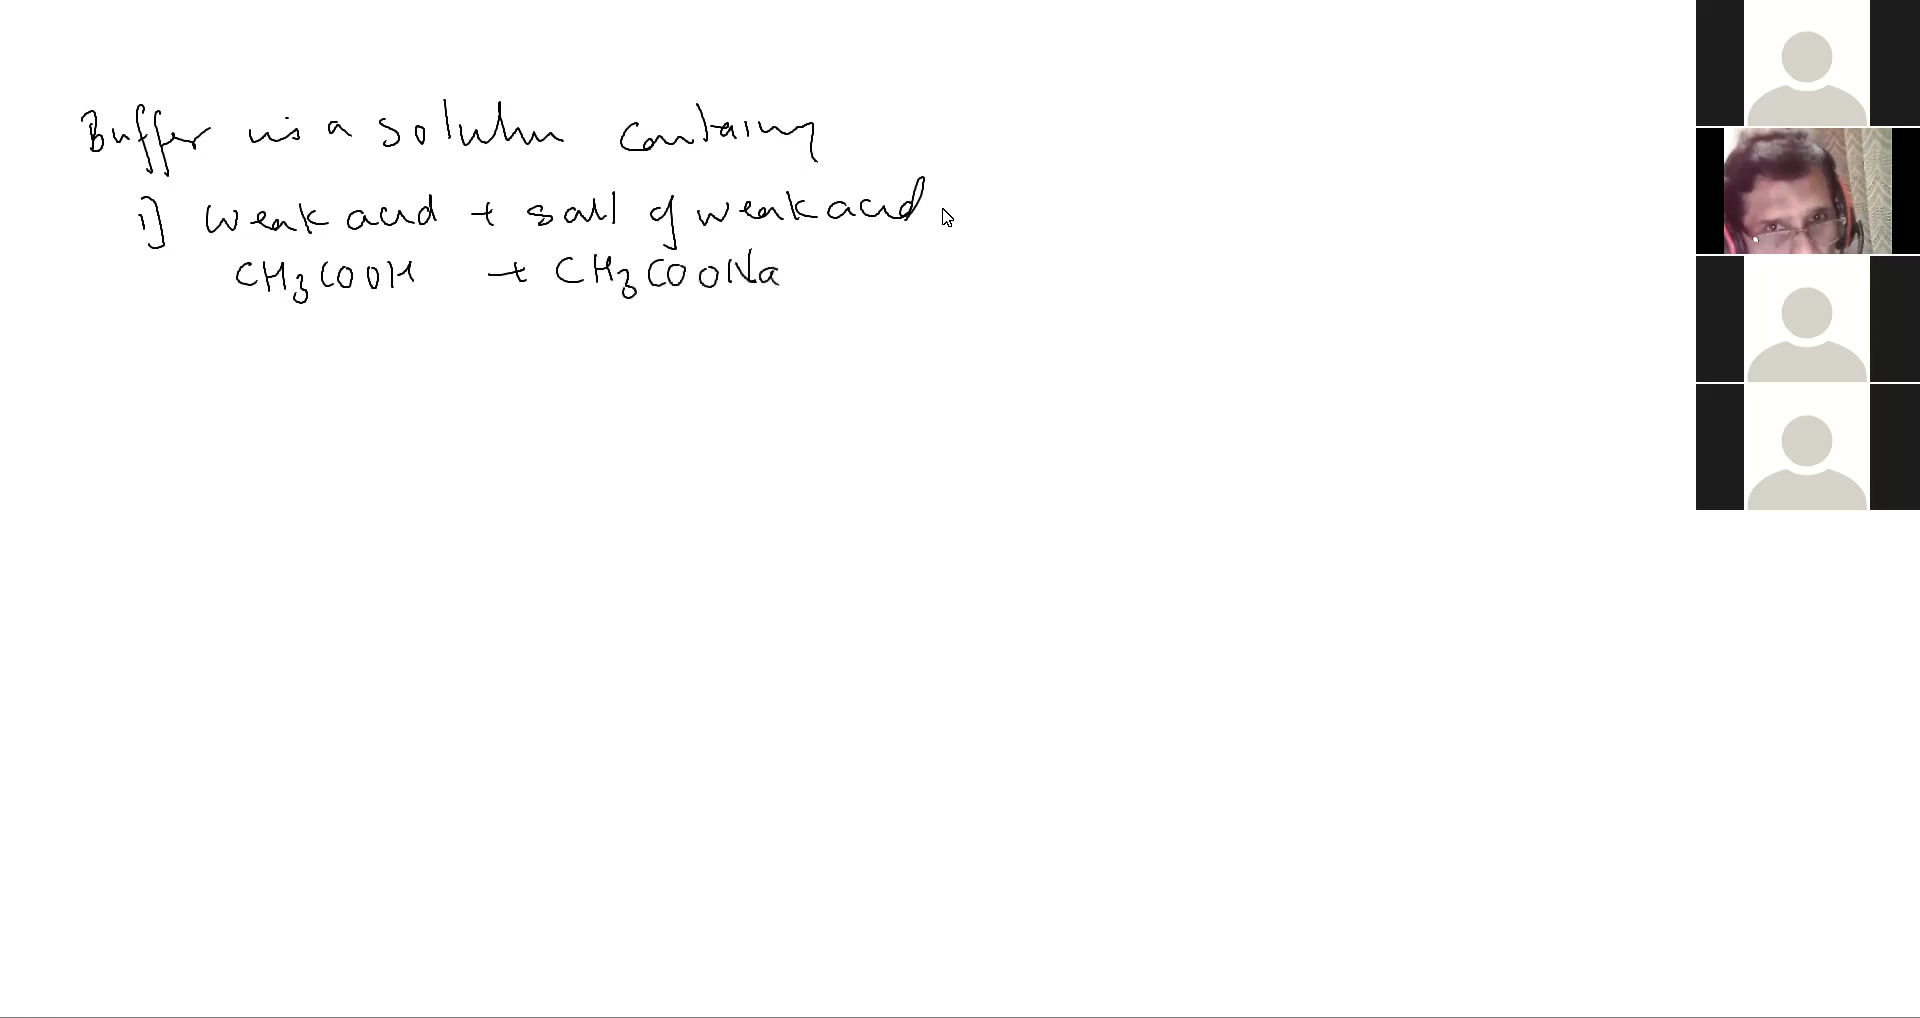 Buffer is a solution containing
1) weak acid + salt of weak acid.
CH3COOH + CH3COONa